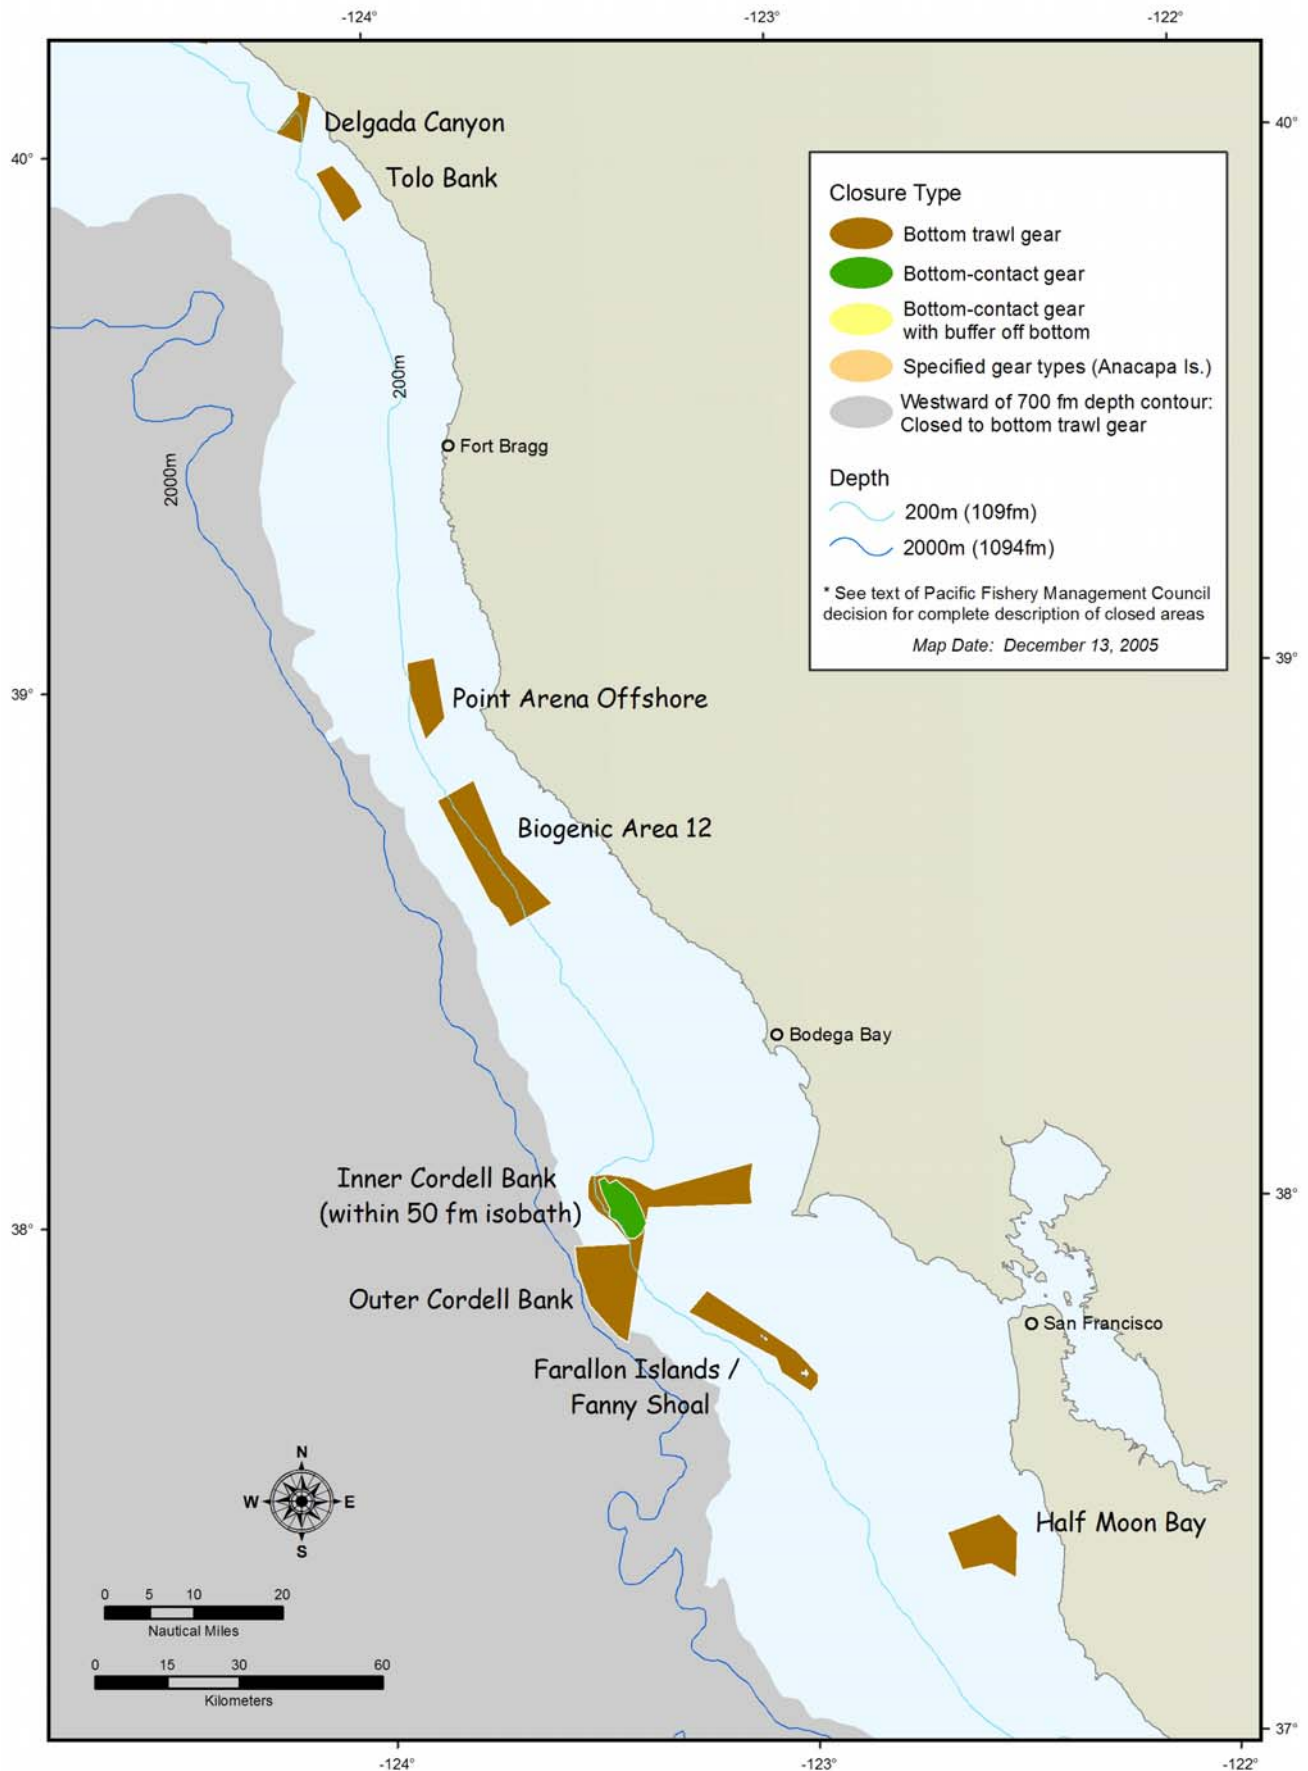 -124°
-123°
-122°
40°
40°
Delgada Canyon
Tolo Bank
Closure Type
Bottom trawl gear
Bottom-contact gear
Bottom-contact gear
with buffer off bottom
Specified gear types (Anacapa Is.)
Westward of 700 fm depth contour:
Closed to bottom trawl gear
Depth
200m (109fm)
2000m (1094fm)
* See text of Pacific Fishery Management Council
decision for complete description of closed areas
Map Date: December 13, 2005
200m
2000m
Fort Bragg
39°
39°
Point Arena Offshore
Biogenic Area 12
Bodega Bay
Inner Cordell Bank
(within 50 fm isobath)
38°
38°
Outer Cordell Bank
San Francisco
Farallon Islands /
Fanny Shoal
N
W
E
S
Half Moon Bay
0 5 10 20
Nautical Miles
0 15 30 60
Kilometers
37°
-124°
-123°
-122°